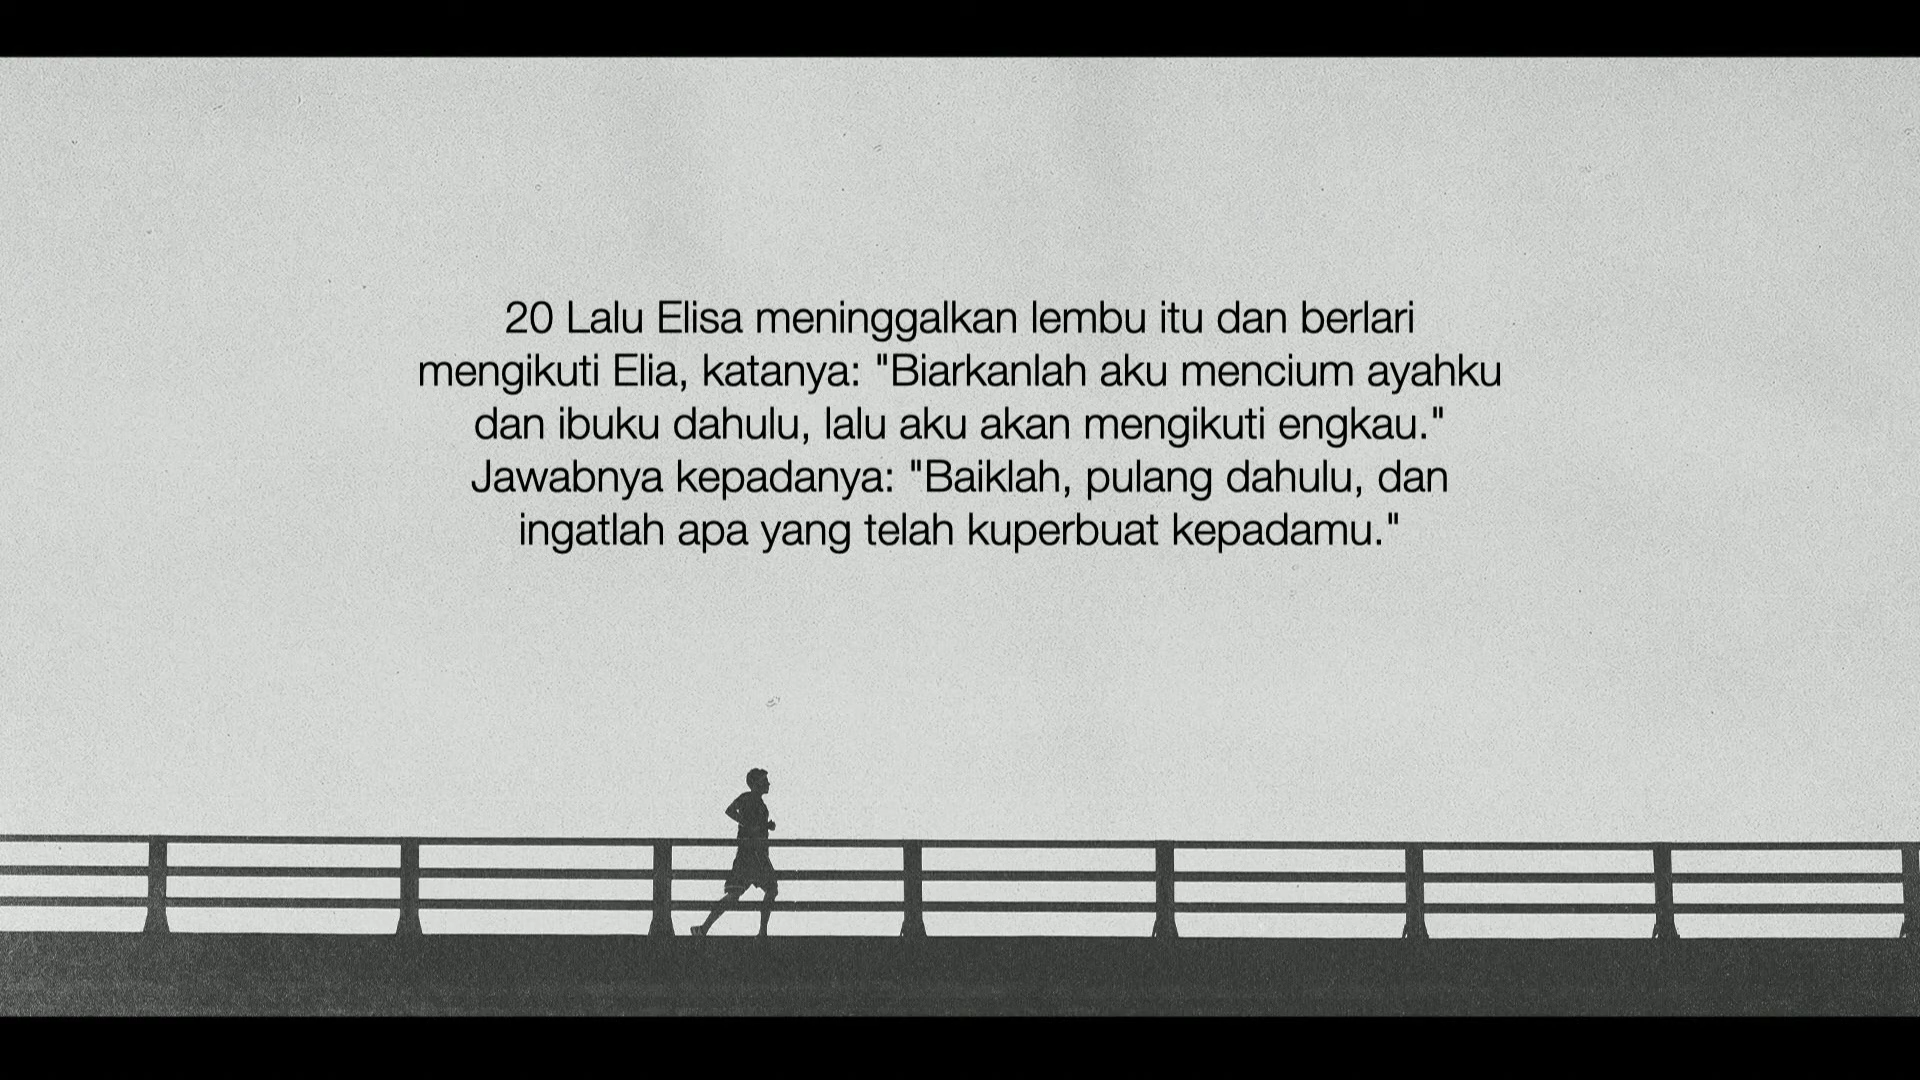 20 Lalu Elisa meninggalkan lembu itu dan berlari
mengikuti Elia, katanya: "Biarkanlah aku mencium ayahku
dan ibuku dahulu, lalu aku akan mengikuti engkau."
Jawabnya kepadanya: "Baiklah, pulang dahulu, dan
ingatlah apa yang telah kuperbuat kepadamu."